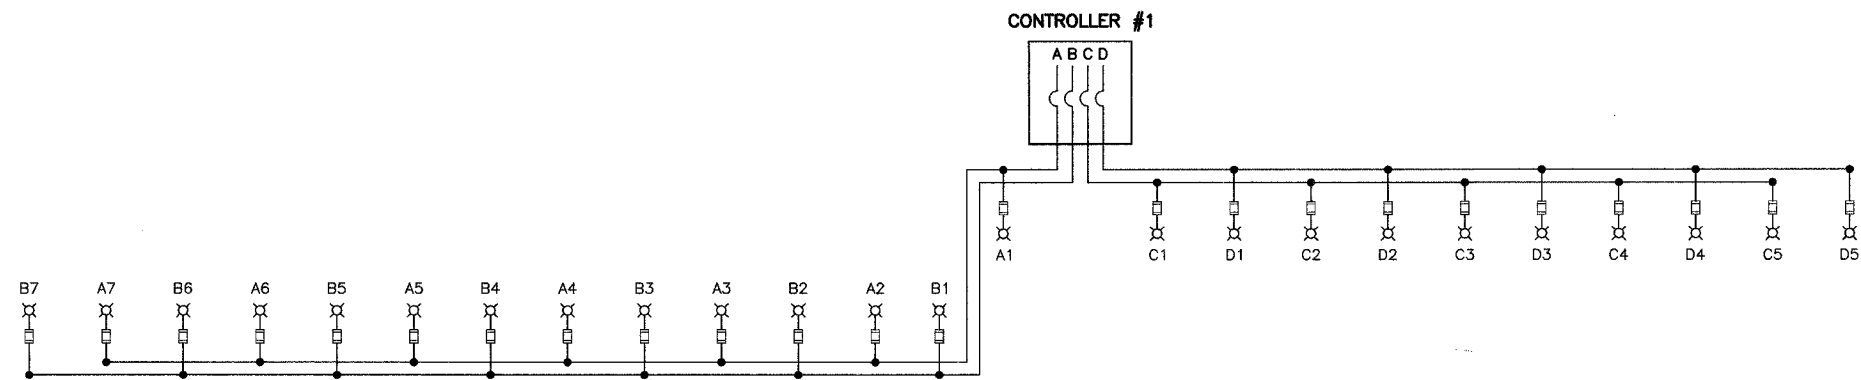 CONTROLLER #1
A B C D
A1 C1 D1 C2 D2 C3 D3 C4 D4 C5 D5
B7 A7 B6 A6 B5 A5 B4 A4 B3 A3 B2 A2 B1